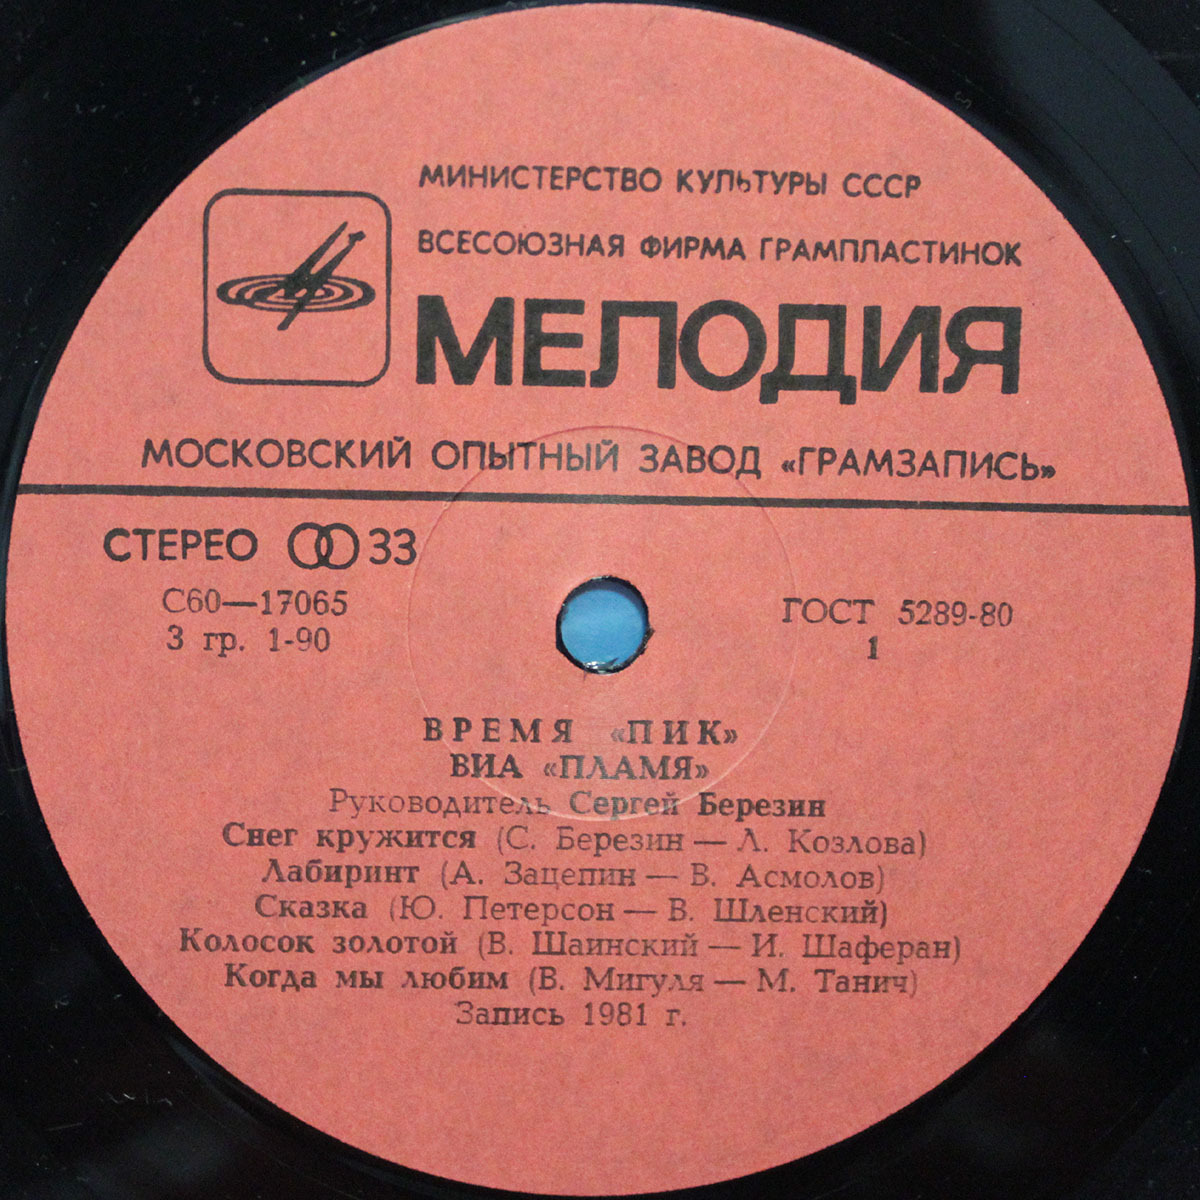 МИНИСТЕРСТВО КУЛЬТУРЫ СССР
ВСЕСОЮЗНАЯ ФИРМА ГРАМПЛАСТИНОК
МЕЛОДИЯ
МОСКОВСКИЙ ОПЫТНЫЙ ЗАВОД «ГРАМЗАПИСЬ»
СТЕРЕО 33
С60—17065
3 гр. 1-90
ГОСТ 5289-80
1
ВРЕМЯ «ПИК»
ВИА «ПЛАМЯ»
Руководитель Сергей Березин
Снег кружится (С. Березин — Л. Козлова)
Лабиринт (А. Зацепин — В. Асмолов)
Сказка (Ю. Петерсон — В. Шленский)
Колосок золотой (В. Шаинский — И. Шаферан)
Когда мы любим (В. Мигуля — М. Танич)
Запись 1981 г.